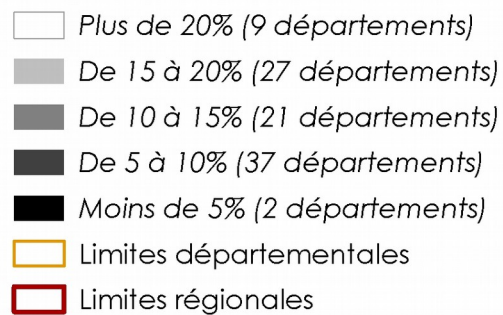 Plus de 20% (9 départements)
De 15 à 20% (27 départements)
De 10 à 15% (21 départements)
De 5 à 10% (37 départements)
Moins de 5% (2 départements)
Limites départementales
Limites régionales